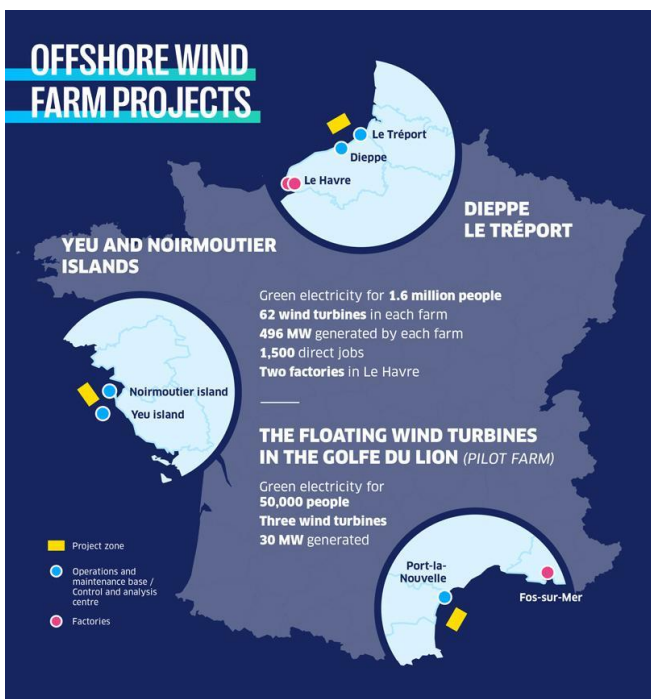 OFFSHORE WIND
FARM PROJECTS
Le Tréport
Dieppe
Le Havre
DIEPPE
LE TRÉPORT
YEU AND NOIRMOUTIER
ISLANDS
Green electricity for 1.6 million people
62 wind turbines in each farm
496 MW generated by each farm
1,500 direct jobs
Two factories in Le Havre
Noirmoutier island
Yeu island
THE FLOATING WIND TURBINES
IN THE GOLFE DU LION (PILOT FARM)
Green electricity for
50,000 people
Three wind turbines
30 MW generated
Port-la-
Nouvelle
Fos-sur-Mer
Project zone
Operations and
maintenance base /
Control and analysis
centre
Factories